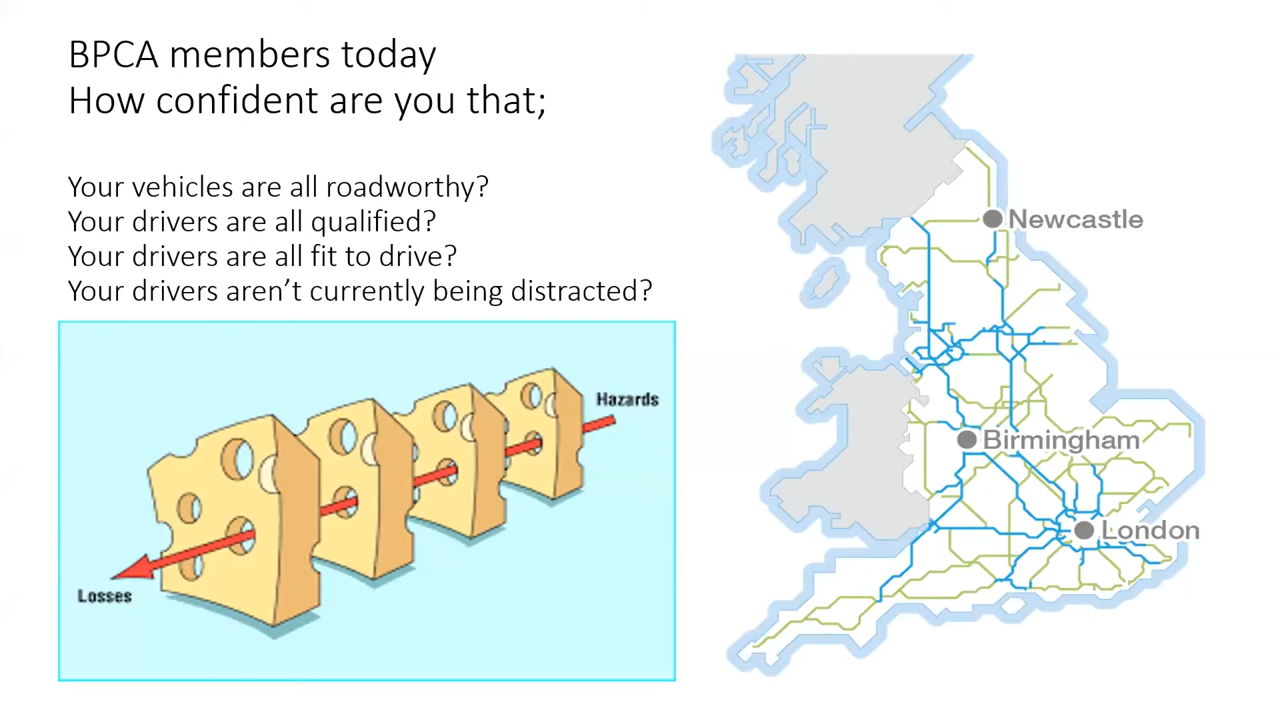 BPCA members today
How confident are you that;
Your vehicles are all roadworthy?
Your drivers are all qualified?
Your drivers are all fit to drive?
Your drivers aren’t currently being distracted?
Hazards
Losses
Newcastle
Birmingham
London